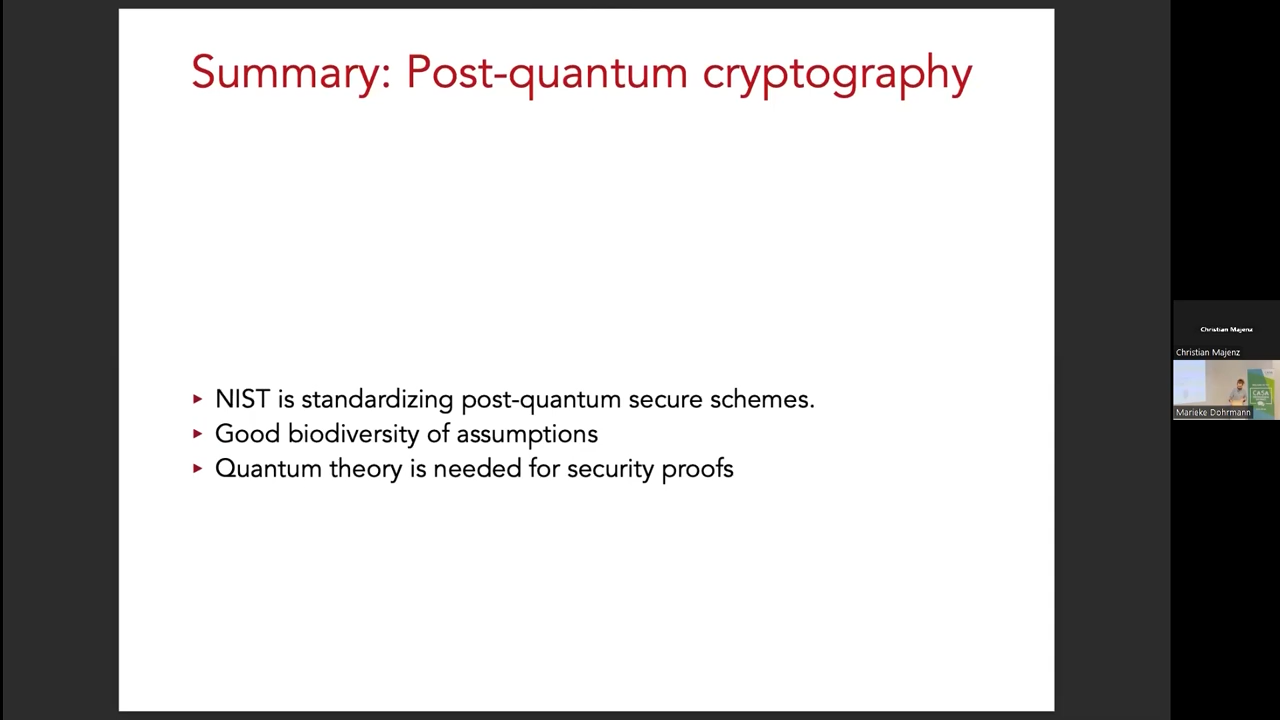 Summary: Post-quantum cryptography
▸ NIST is standardizing post-quantum secure schemes.
▸ Good biodiversity of assumptions
▸ Quantum theory is needed for security proofs
Christian Majenz
Christian Majenz
CASA
Marieke Dohrmann